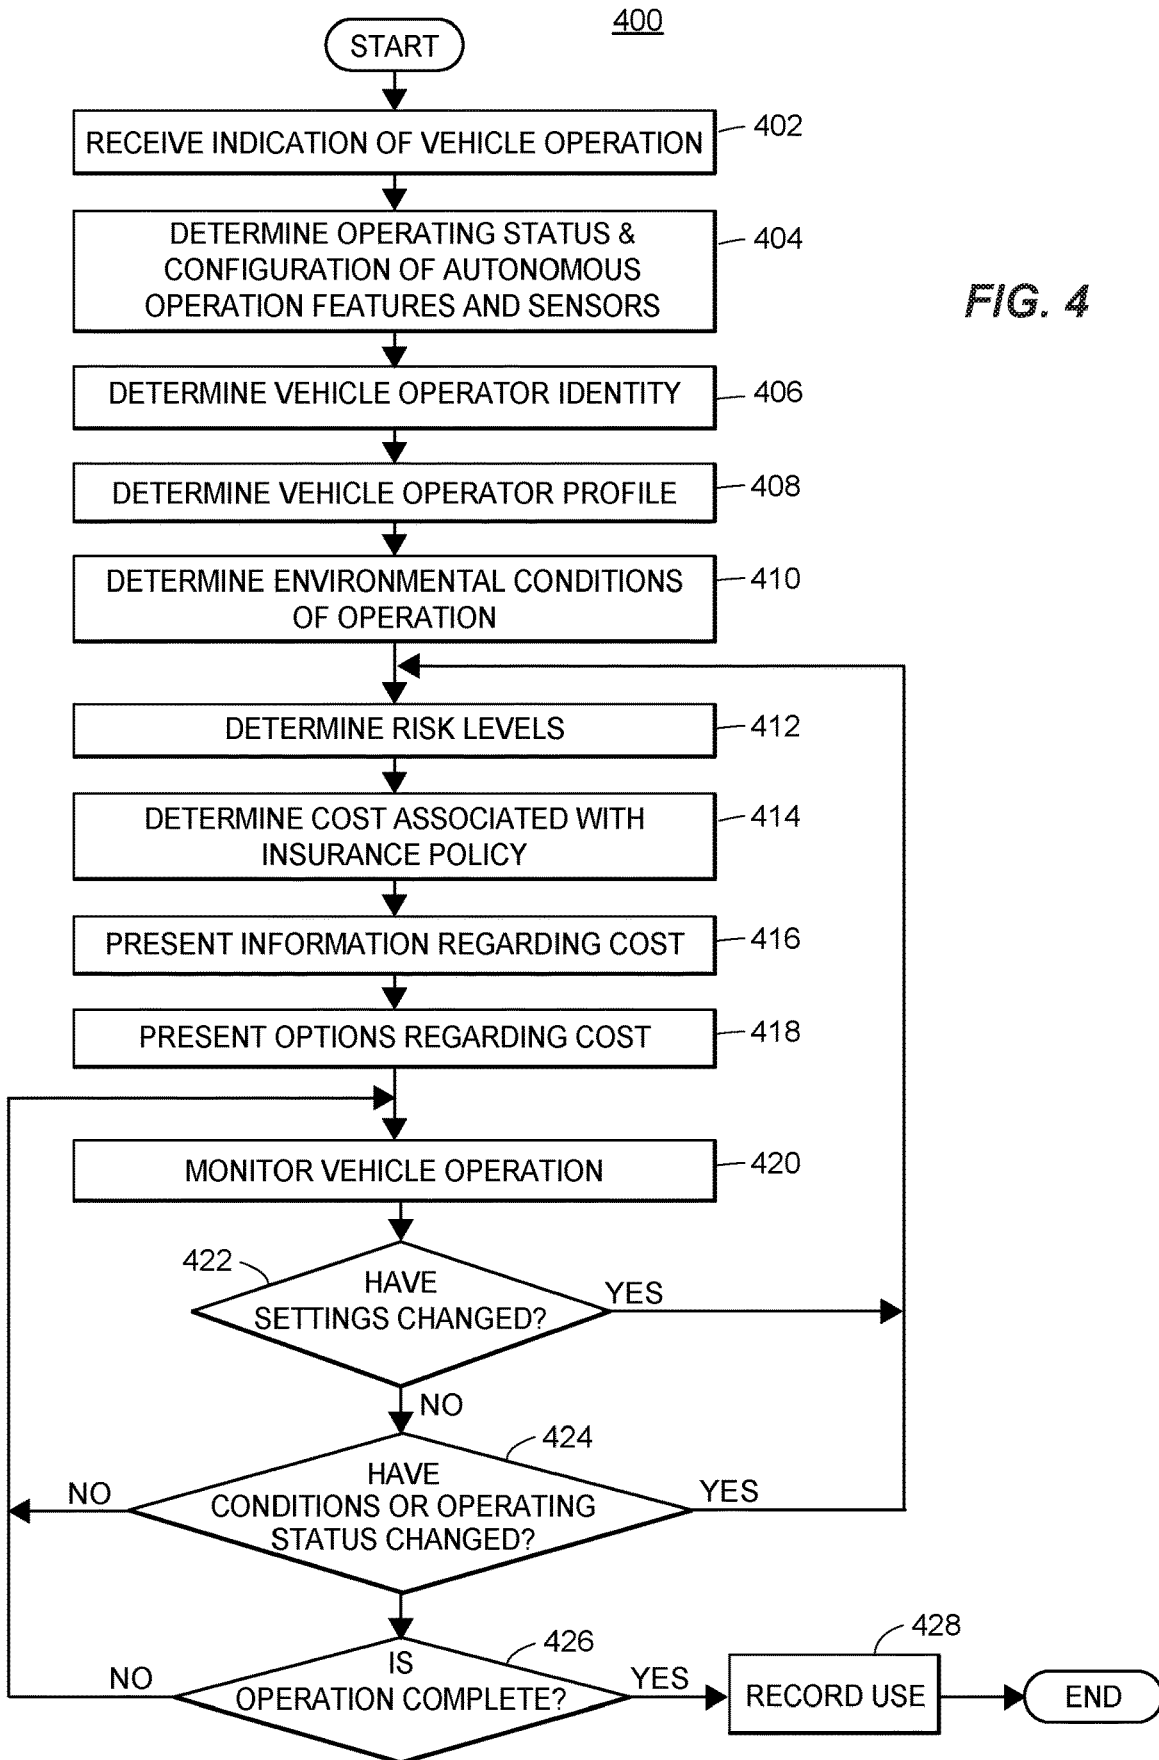 400
START
RECEIVE INDICATION OF VEHICLE OPERATION
402
DETERMINE OPERATING STATUS &
CONFIGURATION OF AUTONOMOUS
OPERATION FEATURES AND SENSORS
404
FIG. 4
DETERMINE VEHICLE OPERATOR IDENTITY
406
DETERMINE VEHICLE OPERATOR PROFILE
408
DETERMINE ENVIRONMENTAL CONDITIONS
OF OPERATION
410
DETERMINE RISK LEVELS
412
DETERMINE COST ASSOCIATED WITH
INSURANCE POLICY
414
PRESENT INFORMATION REGARDING COST
416
PRESENT OPTIONS REGARDING COST
418
MONITOR VEHICLE OPERATION
420
422
HAVE
SETTINGS CHANGED?
YES
NO
424
HAVE
CONDITIONS OR OPERATING
STATUS CHANGED?
NO
YES
426
IS
OPERATION COMPLETE?
NO
YES
428
RECORD USE
END